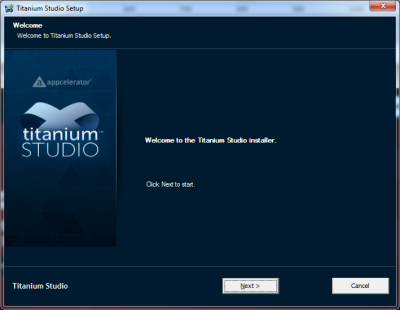 Titanium Studio Setup
Welcome
Welcome to Titanium Studio Setup.
appcelerator
titanium™
STUDIO
Welcome to the Titanium Studio installer.
Click Next to start.
Titanium Studio
Next >
Cancel